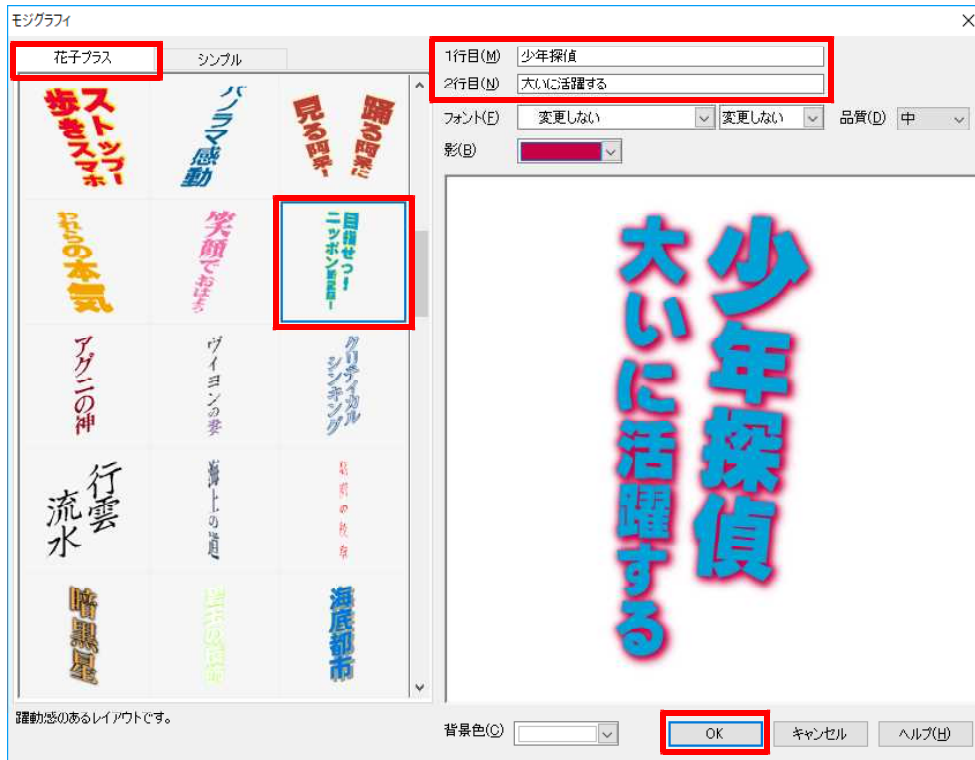 モジグラフィ
花子プラス
シンプル
1行目(M) 少年探偵
2行目(N) 大いに活躍する
フォント(F) 変更しない 変更しない 品質(D) 中
影(B)
ストップ!
歩きスマホ
パノラマ感動
踊る阿呆に
見る阿呆!
われらの本気
笑顔でおはよう
目指せっ!
ニッポン新記録!
アグニの神
ヴィヨンの妻
クリティカル
シンキング
行雲
流水
海上の道
暗黒星
海底都市
少年探偵
大いに活躍する
躍動感のあるレイアウトです。
背景色(C)
OK
キャンセル
ヘルプ(H)